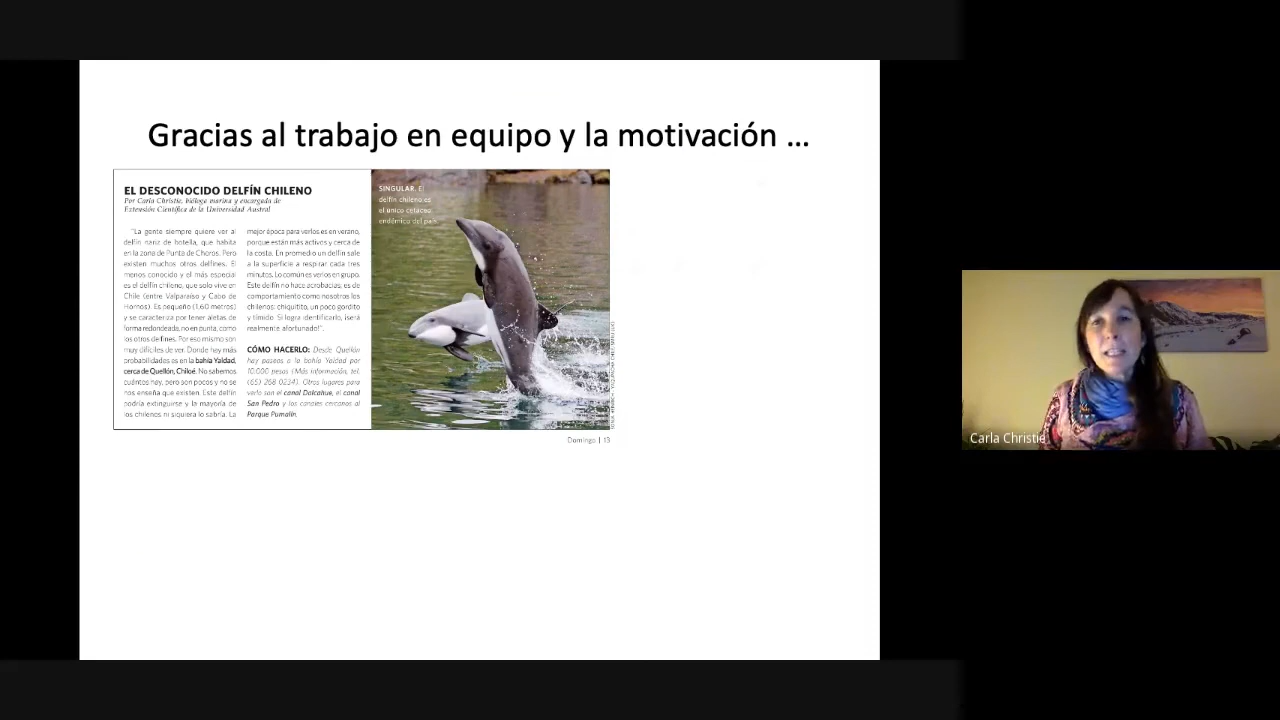 Gracias al trabajo en equipo y la motivación ...
EL DESCONOCIDO DELFÍN CHILENO
Por Carla Christie, bióloga marina y encargada de
Extensión Científica de la Universidad Austral
"La gente siempre quiere ver al
delfín nariz de botella, que habita
en la zona de Punta de Choros. Pero
existen muchos otros delfines. El
menos conocido y el más especial
es el delfín chileno, que solo vive en
Chile (entre Valparaíso y Cabo de
Hornos). Es pequeño (1,60 metros)
y se caracteriza por tener aletas de
forma redondeada, no en punta, como
los otros delfines. Por eso mismo son
muy difíciles de ver. Donde hay más
probabilidades es en la bahía Yaldad,
cerca de Quellón, Chiloé. No sabemos
cuántos hay, pero son pocos y no se
nos enseña que existen. Este delfín
podría extinguirse y la mayoría de
los chilenos ni siquiera lo sabría. La
mejor época para verlos es en verano,
porque están más activos y cerca de
la costa. En promedio un delfín sale
a la superficie a respirar cada tres
minutos. Lo común es verlos en grupo.
Este delfín no hace acrobacias, es de
comportamiento como nosotros los
chilenos: chiquitito, un poco gordito
y tímido. Si logra identificarlo, ¡será
realmente afortunado!".
CÓMO HACERLO: Desde Quellón
hay paseos a la bahía Yaldad por
10.000 pesos (Más información, tel.
(65) 268 0234). Otros lugares para
verlo son el canal Dalcahue, el canal
San Pedro y los canales cercanos al
Parque Pumalín.
SINGULAR. El
delfín chileno es
el único cetáceo
endémico del país.
Domingo | 13
Carla Christie